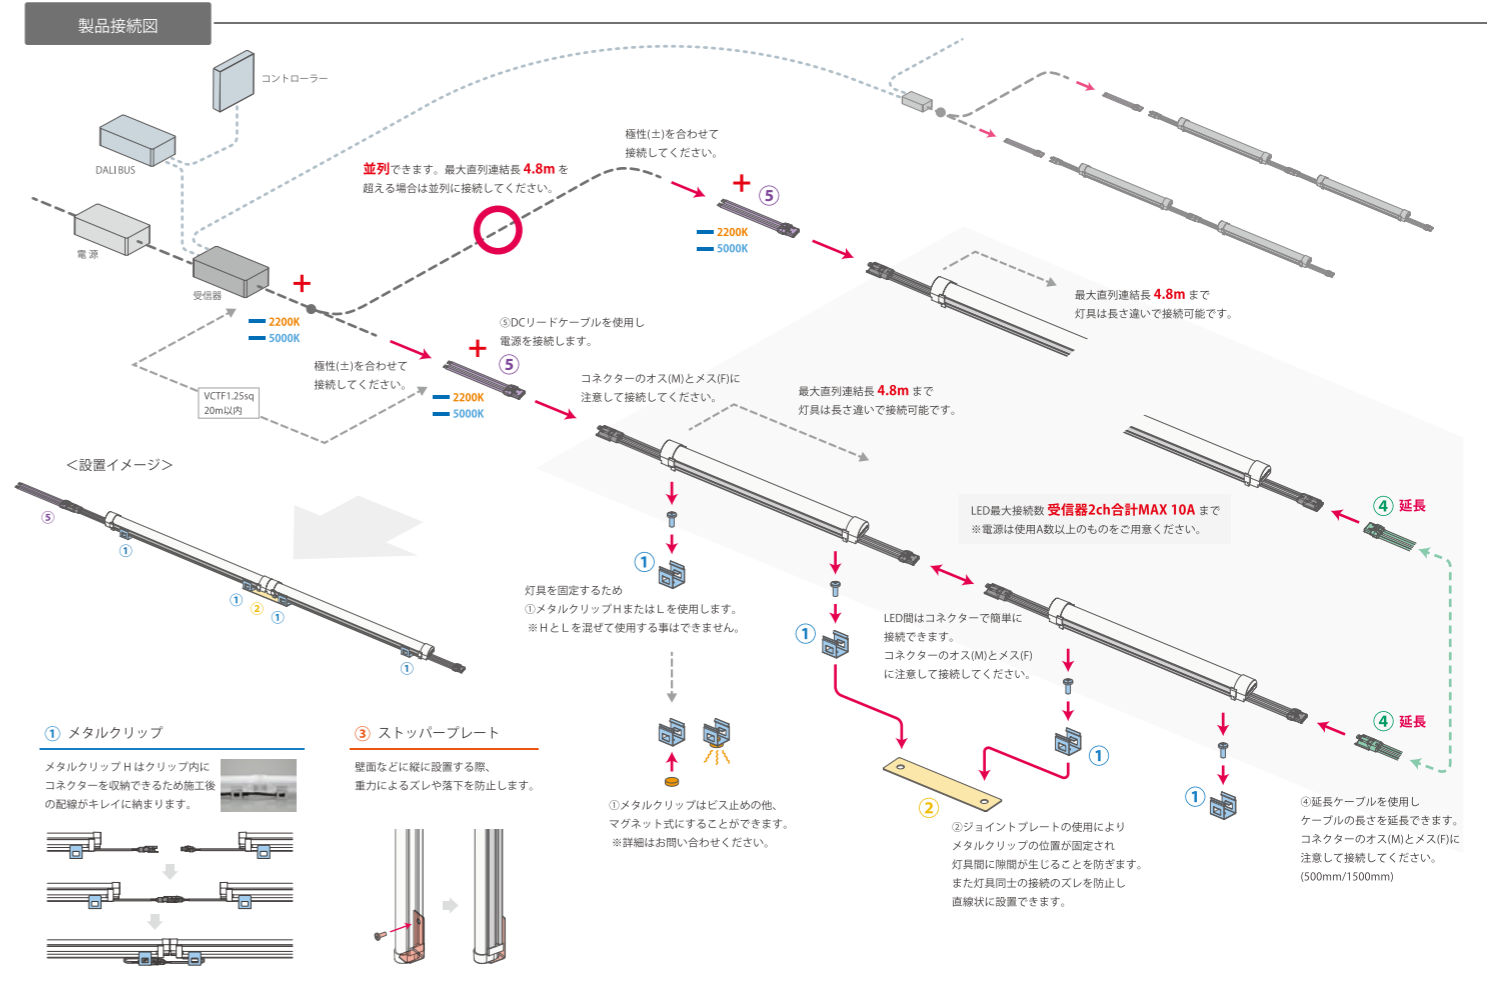 製品接続図
コントローラー
DALI BUS
電 源
受信器
2200K
5000K
並列できます。最大直列連結長 4.8m を
超える場合は並列に接続してください。
極性(±)を合わせて
接続してください。
⑤
2200K
5000K
最大直列連結長 4.8m まで
灯具は長さ違いで接続可能です。
⑤DCリードケーブルを使用し
電源を接続します。
極性(±)を合わせて
接続してください。
⑤
2200K
5000K
VCTF1.25sq
20m以内
コネクターのオス(M)とメス(F)に
注意して接続してください。
最大直列連結長 4.8m まで
灯具は長さ違いで接続可能です。
＜設置イメージ＞
⑤
①
①
②
①
①
LED最大接続数 受信器2ch合計MAX 10A まで
※電源は使用A数以上のものをご用意ください。
④ 延長
①
灯具を固定するため
①メタルクリップＨまたはＬを使用します。
※ＨとＬを混ぜて使用する事はできません。
①
LED間はコネクターで簡単に
接続できます。
コネクターのオス(M)とメス(F)
に注意して接続してください。
④ 延長
①
①
②
①メタルクリップはビス止めの他、
マグネット式にすることができます。
※詳細はお問い合わせください。
②ジョイントプレートの使用により
メタルクリップの位置が固定され
灯具間に隙間が生じることを防ぎます。
また灯具同士の接続のズレを防止し
直線状に設置できます。
④延長ケーブルを使用し
ケーブルの長さを延長できます。
コネクターのオス(M)とメス(F)に
注意して接続してください。
(500mm/1500mm)
① メタルクリップ
メタルクリップ H はクリップ内に
コネクターを収納できるため施工後
の配線がキレイに納まります。
③ ストッパープレート
壁面などに縦に設置する際、
重力によるズレや落下を防止します。